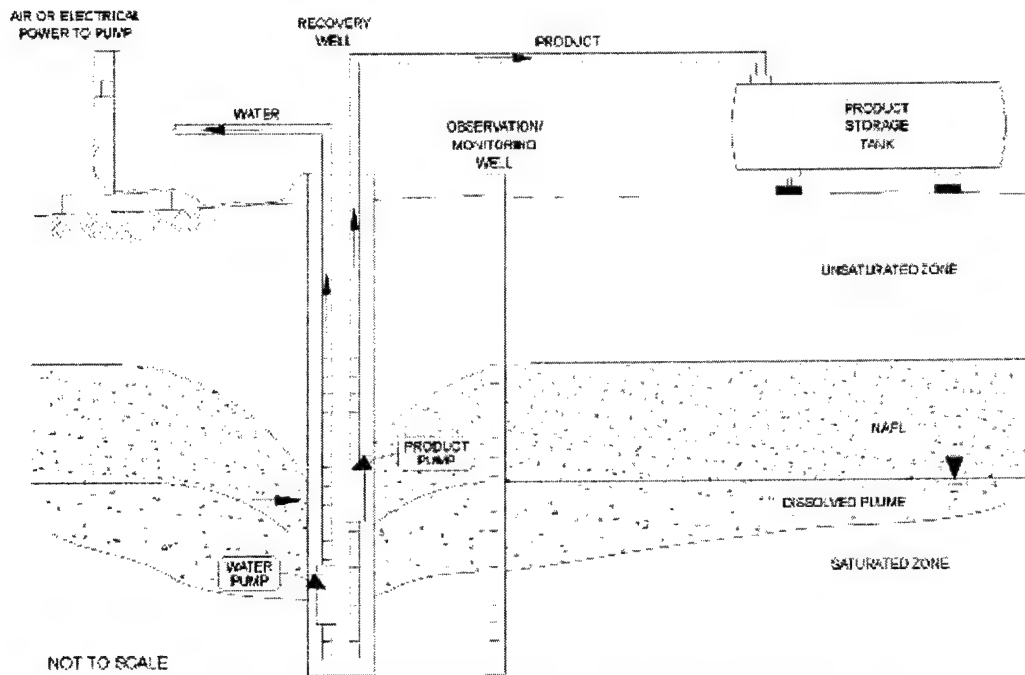 AIR OR ELECTRICAL
POWER TO PUMP
RECOVERY
WELL
PRODUCT
WATER
OBSERVATION/
MONITORING
WELL
PRODUCT
STORAGE
TANK
UNSATURATED ZONE
PRODUCT
PUMP
NAPL
DISSOLVED PLUME
WATER
PUMP
SATURATED ZONE
NOT TO SCALE